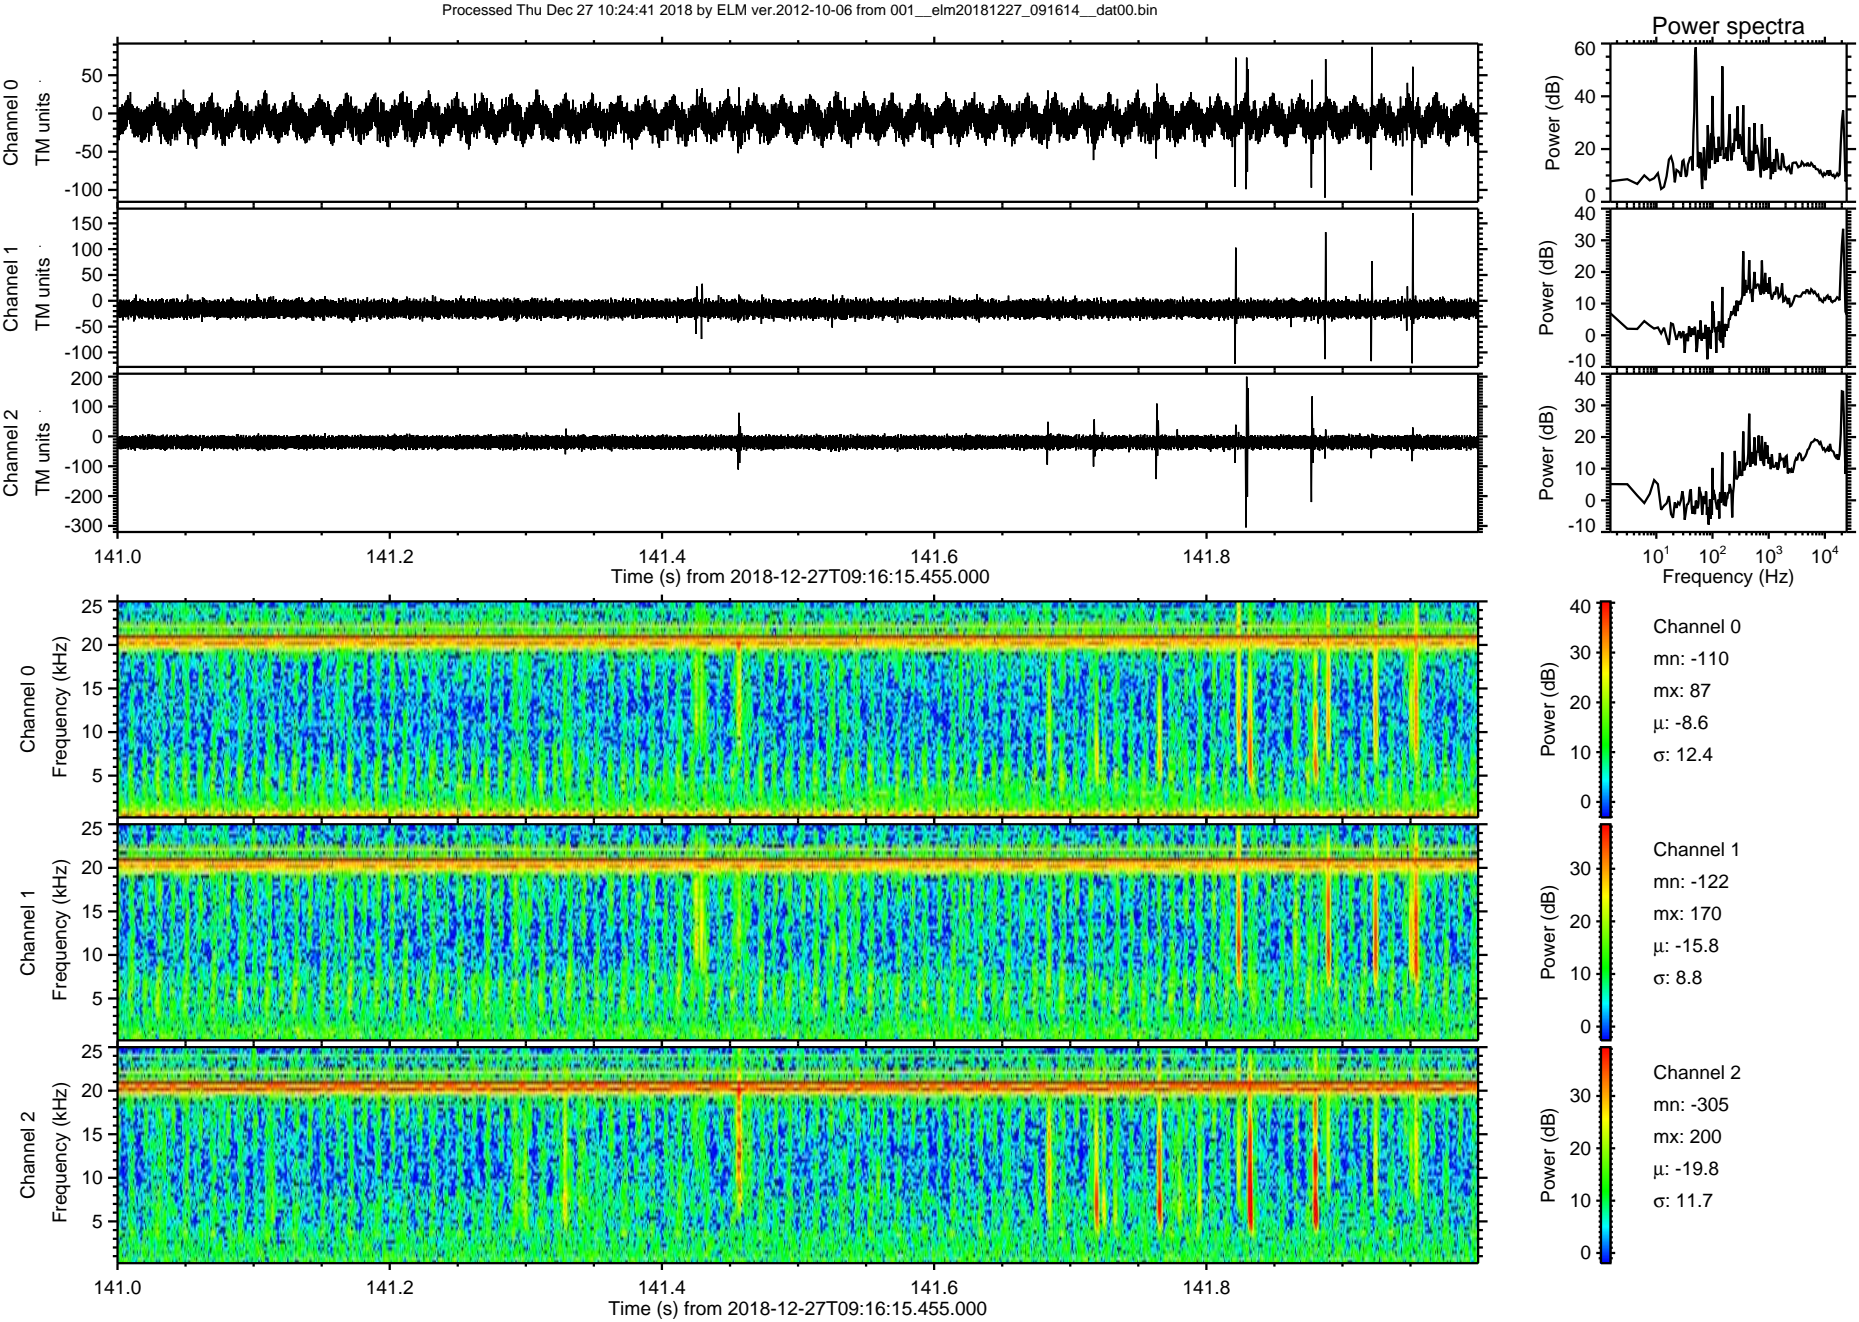 Processed Thu Dec 27 10:24:41 2018 by ELM ver.2012-10-06 from 001__elm20181227_091614__dat00.bin
Power spectra
Channel 0
TM units
50
0
-50
-100
Power (dB)
60
40
20
0
Channel 1
TM units
150
100
50
0
-50
-100
Power (dB)
40
30
20
10
0
-10
Channel 2
TM units
200
100
0
-100
-200
-300
Power (dB)
40
30
20
10
0
-10
141.0 141.2 141.4 141.6 141.8
Time (s) from 2018-12-27T09:16:15.455.000
10¹ 10² 10³ 10⁴
Frequency (Hz)
Channel 0
Frequency (kHz)
25
20
15
10
5
Power (dB)
40
30
20
10
0
Channel 0
mn: -110
mx: 87
µ: -8.6
σ: 12.4
Channel 1
Frequency (kHz)
25
20
15
10
5
Power (dB)
30
20
10
0
Channel 1
mn: -122
mx: 170
µ: -15.8
σ: 8.8
Channel 2
Frequency (kHz)
25
20
15
10
5
Power (dB)
30
20
10
0
Channel 2
mn: -305
mx: 200
µ: -19.8
σ: 11.7
141.0 141.2 141.4 141.6 141.8
Time (s) from 2018-12-27T09:16:15.455.000